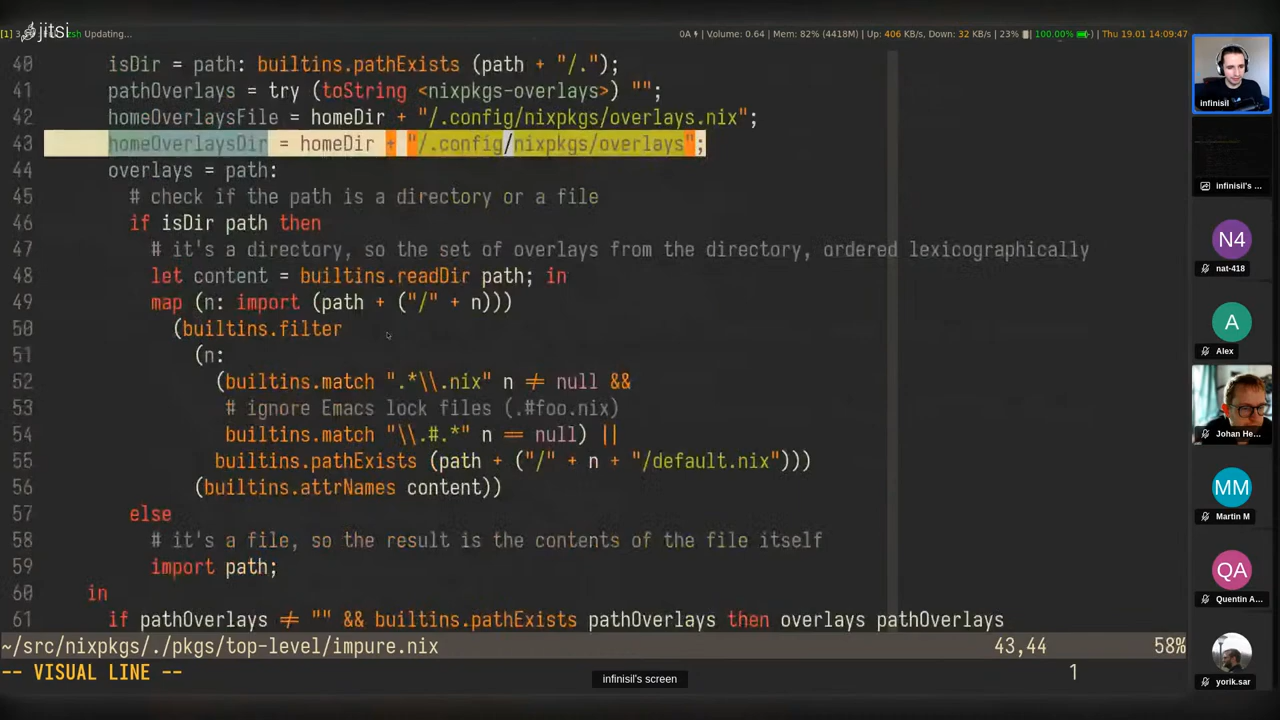 jitsi
[1] 3 zsh Updating...
0A | Volume: 0.64 | Mem: 82% (4418M) | Up: 406 KB/s, Down: 32 KB/s | 23% | 100.00% | Thu 19.01 14:09:47
40 isDir = path: builtins.pathExists (path + "/.");
41 pathOverlays = try (toString <nixpkgs-overlays>) "";
42 homeOverlaysFile = homeDir + "/.config/nixpkgs/overlays.nix";
43 homeOverlaysDir = homeDir + "/.config/nixpkgs/overlays";
44 overlays = path:
45 # check if the path is a directory or a file
46 if isDir path then
47 # it's a directory, so the set of overlays from the directory, ordered lexicographically
48 let content = builtins.readDir path; in
49 map (n: import (path + ("/" + n)))
50 (builtins.filter
51 (n:
52 (builtins.match ".*\\.nix" n ≠ null &&
53 # ignore Emacs lock files (.#foo.nix)
54 builtins.match "\\.#.*" n == null) ||
55 builtins.pathExists (path + ("/" + n + "/default.nix")))
56 (builtins.attrNames content))
57 else
58 # it's a file, so the result is the contents of the file itself
59 import path;
60 in
61 if pathOverlays ≠ "" && builtins.pathExists pathOverlays then overlays pathOverlays
~/src/nixpkgs/./pkgs/top-level/impure.nix 43,44 58%
-- VISUAL LINE -- 1
infinisil's screen
infinisil
infinisil's ...
N4
nat-418
A
Alex
Johan He...
MM
Martin M
QA
Quentin A...
yorik.sar